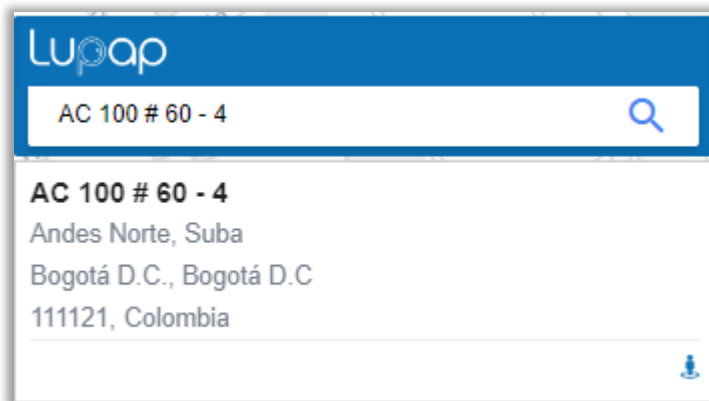 Lupap
AC 100 # 60 - 4
AC 100 # 60 - 4
Andes Norte, Suba
Bogotá D.C., Bogotá D.C
111121, Colombia